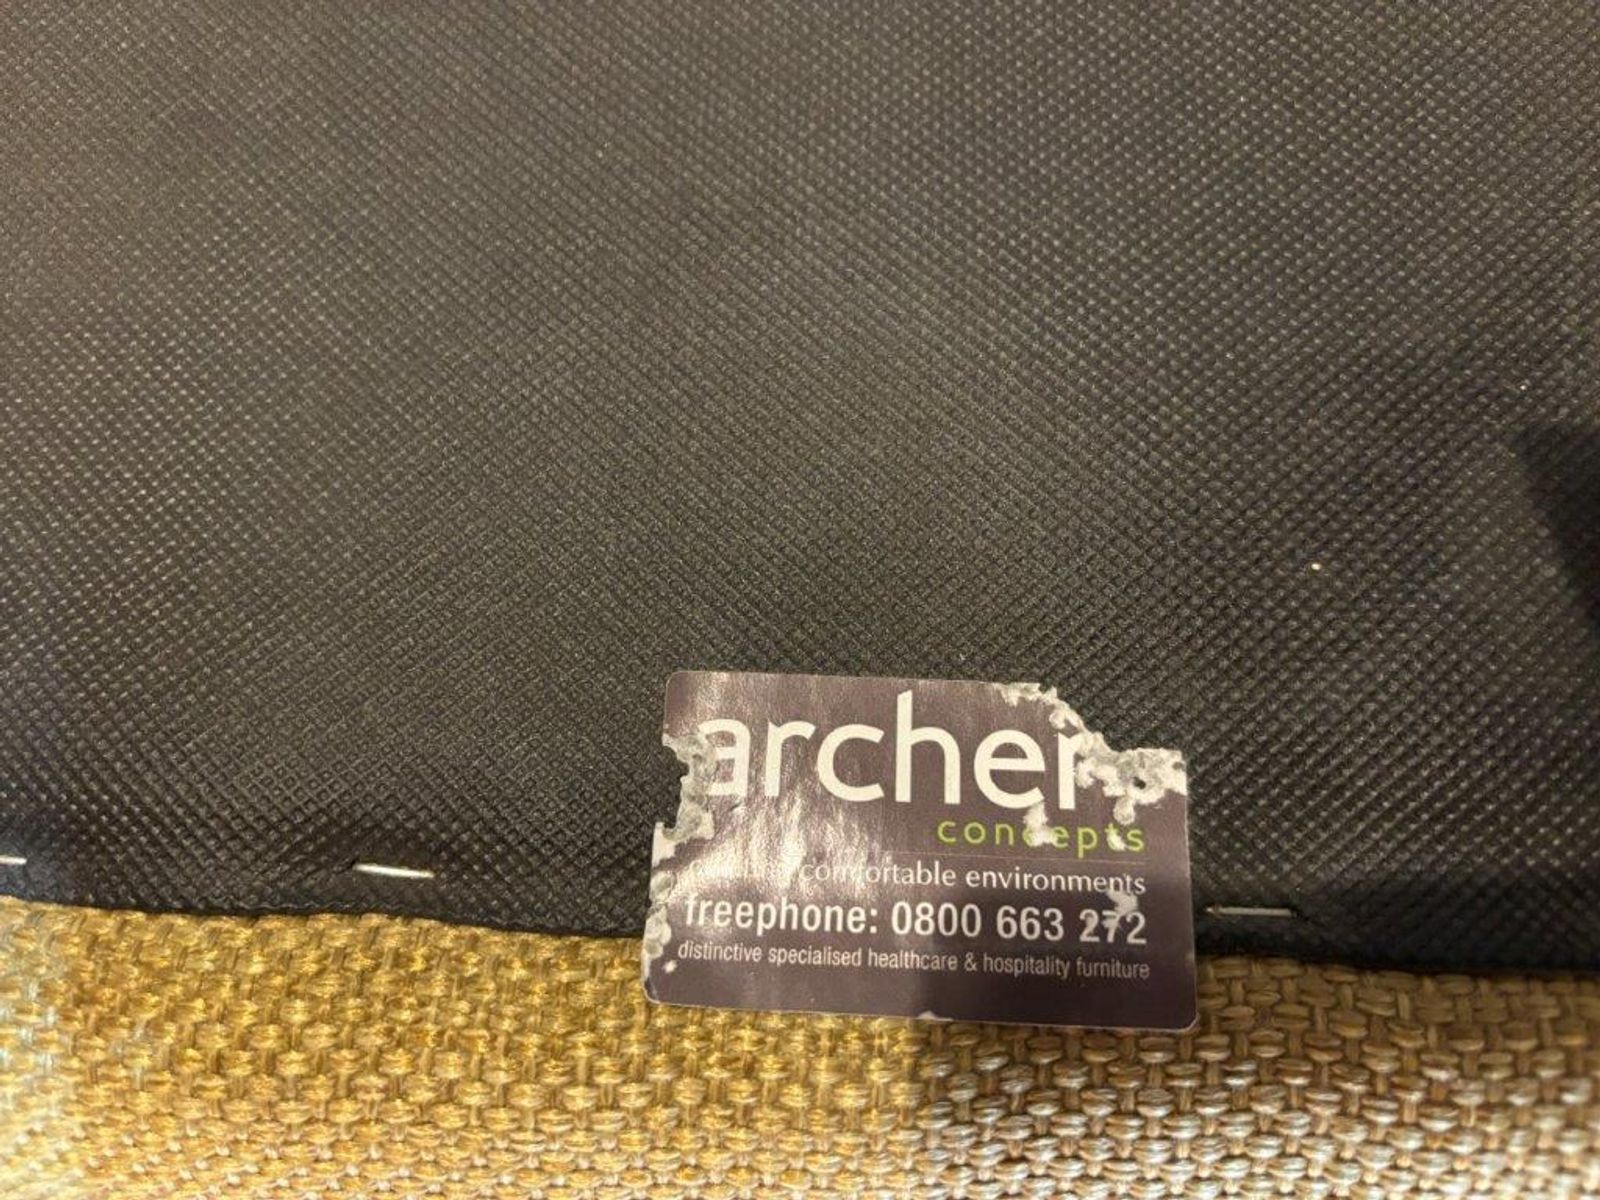 archer
concepts
comfortable environments
freephone: 0800 663 272
distinctive specialised healthcare & hospitality furniture